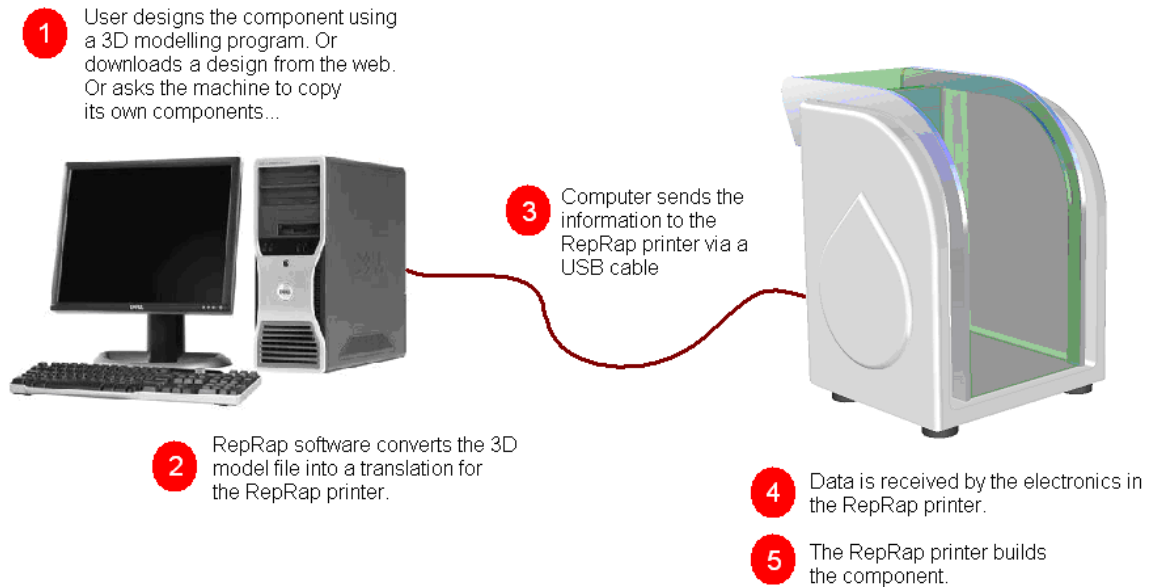 1
User designs the component using
a 3D modelling program. Or
downloads a design from the web.
Or asks the machine to copy
its own components...
3
Computer sends the
information to the
RepRap printer via a
USB cable
DELL
DELL
2
RepRap software converts the 3D
model file into a translation for
the RepRap printer.
4
Data is received by the electronics in
the RepRap printer.
5
The RepRap printer builds
the component.